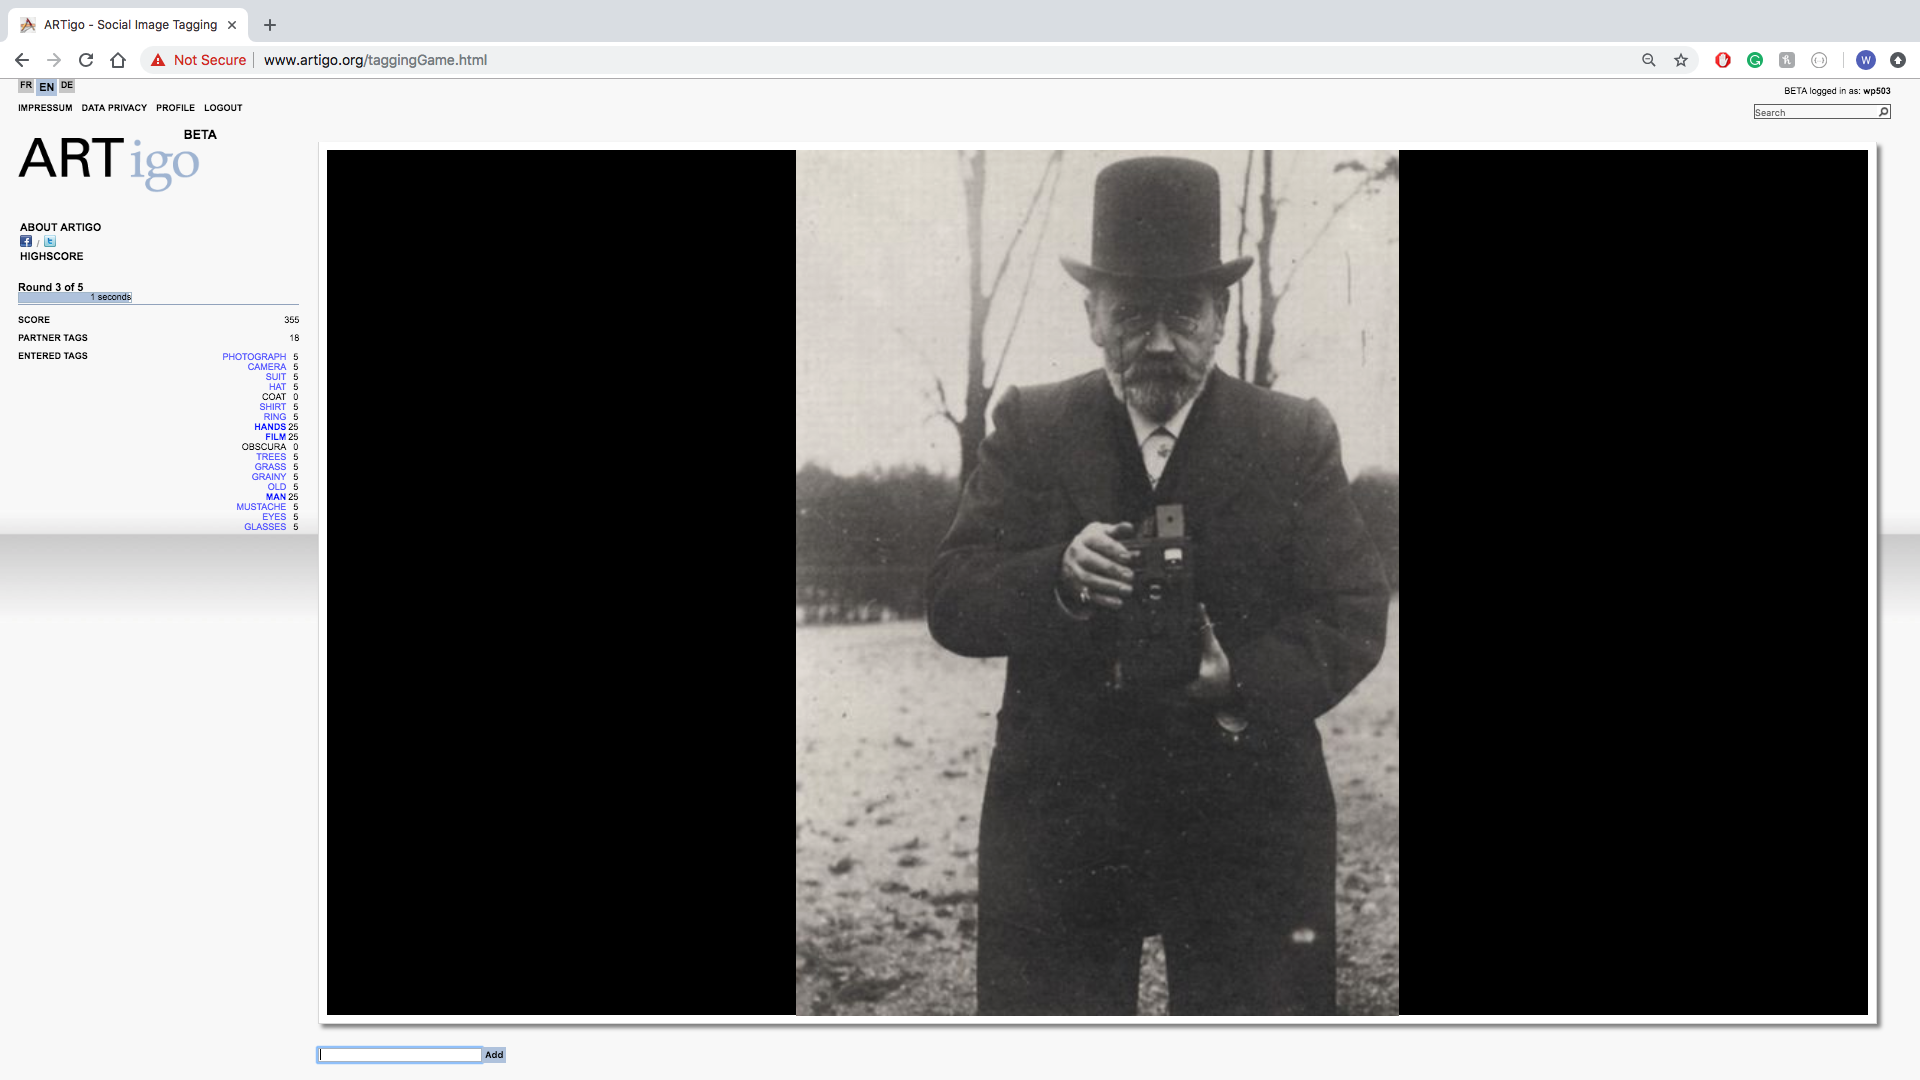 ARTigo - Social Image Tagging
Not Secure
www.artigo.org/taggingGame.html
W
FR EN DE
IMPRESSUM DATA PRIVACY PROFILE LOGOUT
BETA logged in as: wp503
Search
BETA
ARTigo
ABOUT ARTIGO
f / t
HIGHSCORE
Round 3 of 5
1 seconds
SCORE 355
PARTNER TAGS 18
ENTERED TAGS PHOTOGRAPH 5
CAMERA 5
SUIT 5
HAT 5
COAT 0
SHIRT 5
RING 5
HANDS 25
FILM 25
OBSCURA 0
TREES 5
GRASS 5
GRAINY 5
OLD 5
MAN 25
MUSTACHE 5
EYES 5
GLASSES 5
Add